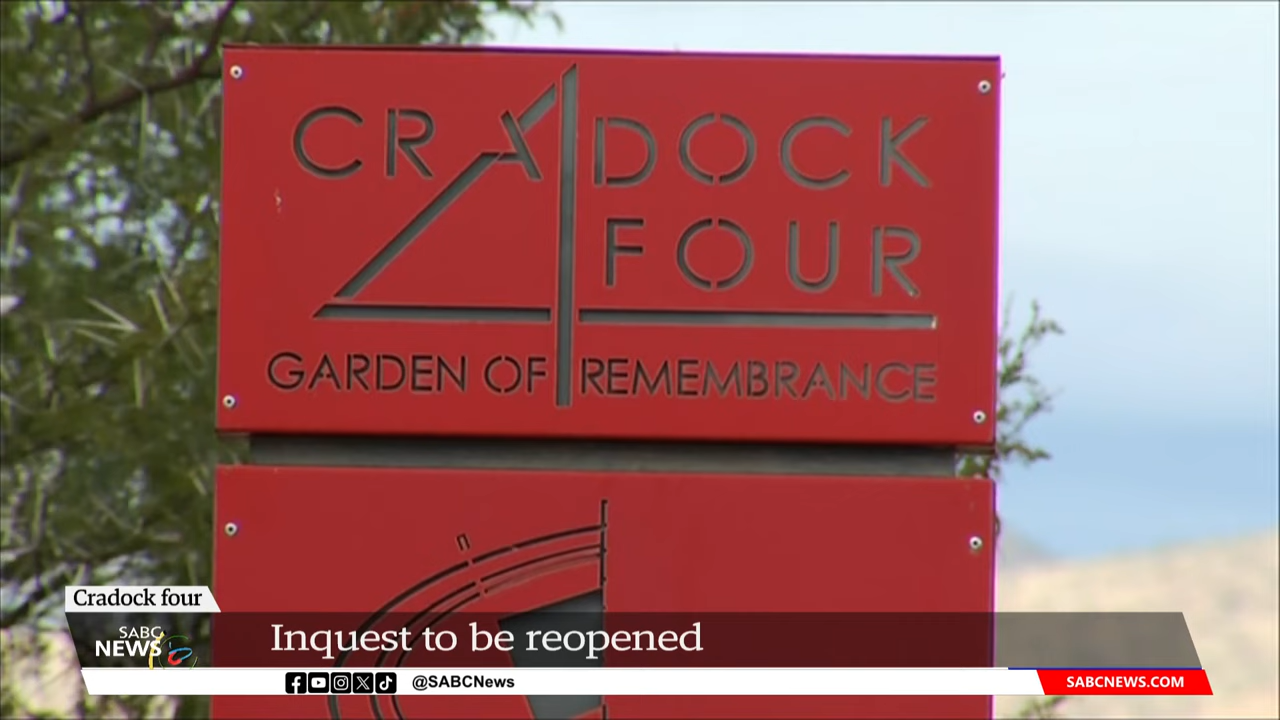 CRADOCK
FOUR
GARDEN OF REMEMBRANCE
Cradock four
SABC
NEWS
Inquest to be reopened
@SABCNews
SABCNEWS.COM